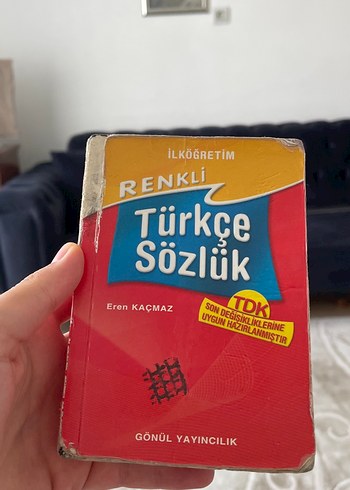 İLKÖĞRETİM
RENKLİ
Türkçe
Sözlük
Eren KAÇMAZ
TDK
SON DEĞİŞİKLİKLERİNE
UYGUN HAZIRLANMIŞTIR
GÖNÜL YAYINCILIK